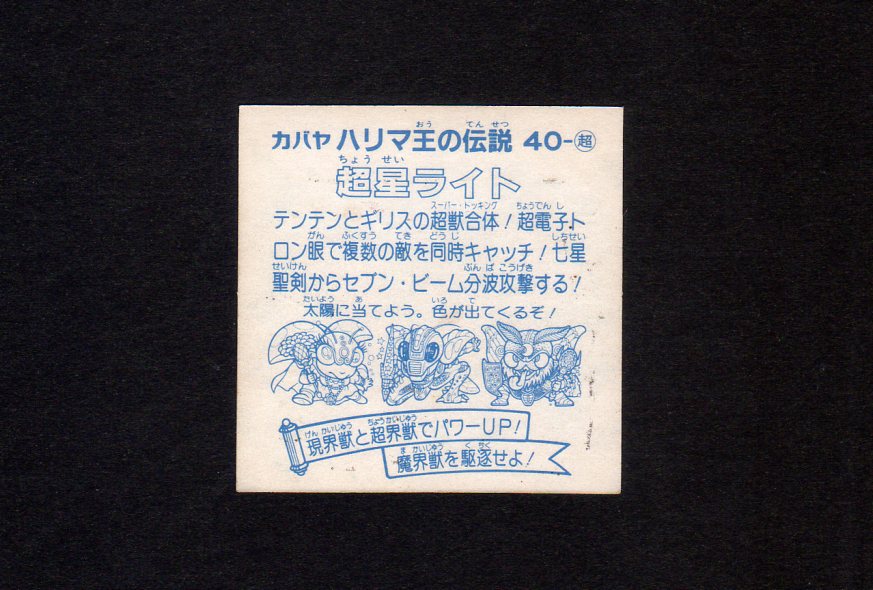 カバヤ ハリマ王の伝説 40-超
超星ライト
テンテンとギリスの超獣合体！超電子ト
ロン眼で複数の敵を同時キャッチ！七星
聖剣からセブン・ビーム分波攻撃する！
太陽に当てよう。色が出てくるぞ！
現界獣と超界獣でパワーUP！
魔界獣を駆逐せよ！